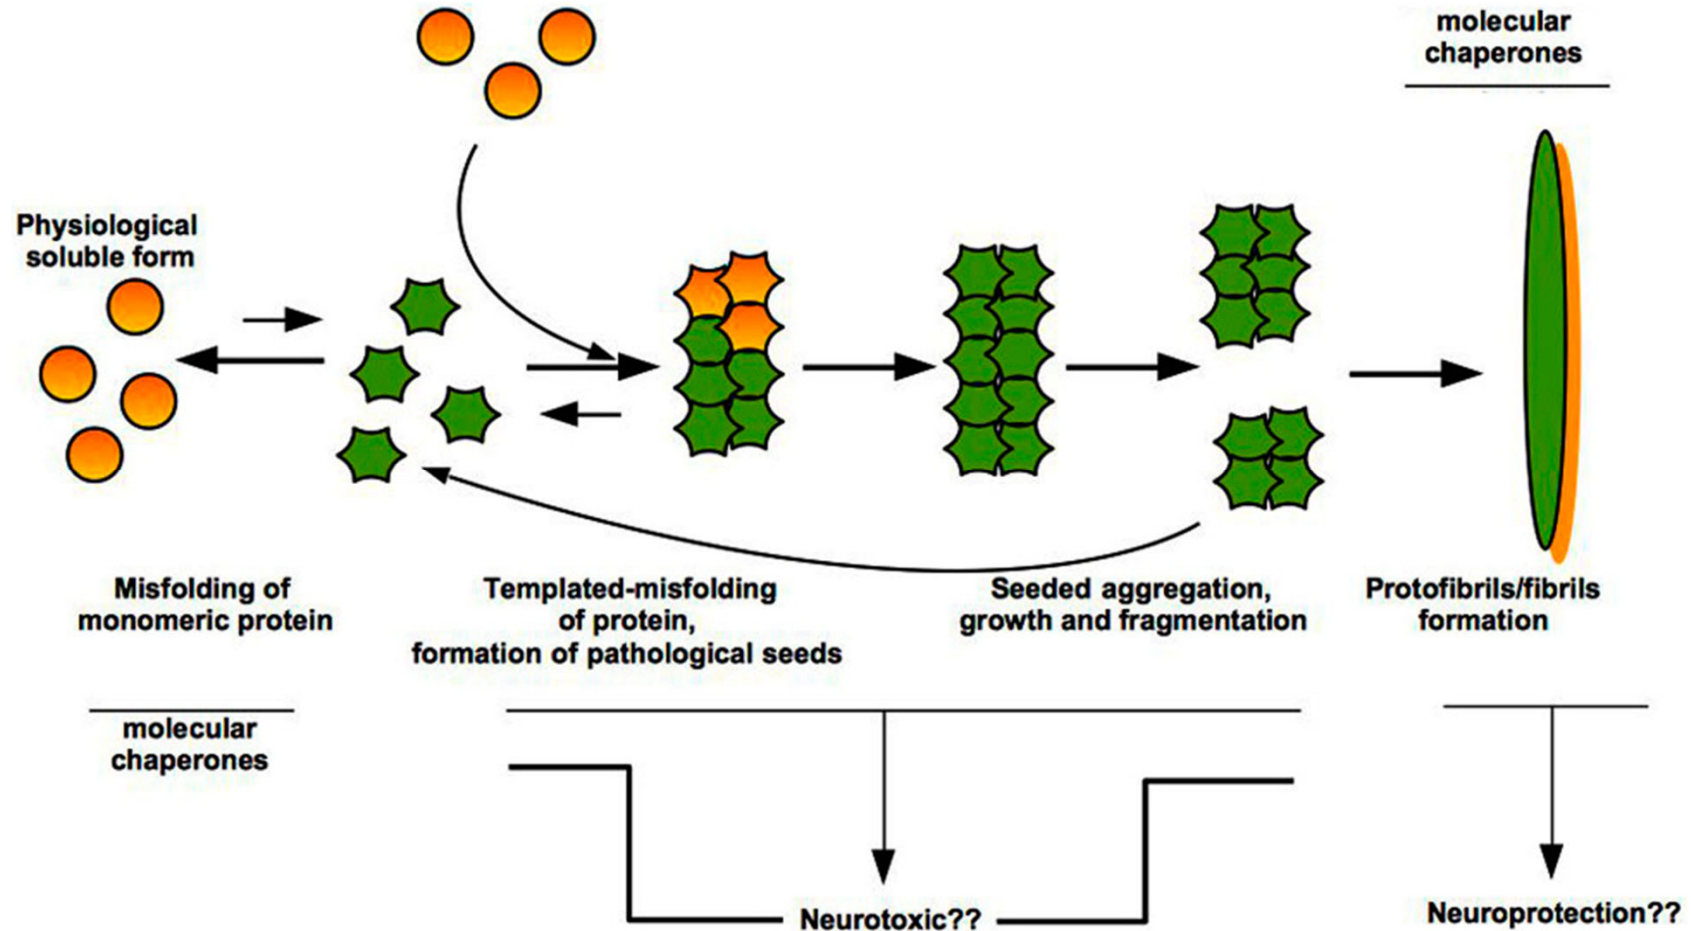 molecular
chaperones
Physiological
soluble form
Misfolding of
monomeric protein
Templated-misfolding
of protein,
formation of pathological seeds
Seeded aggregation,
growth and fragmentation
Protofibrils/fibrils
formation
molecular
chaperones
Neurotoxic??
Neuroprotection??